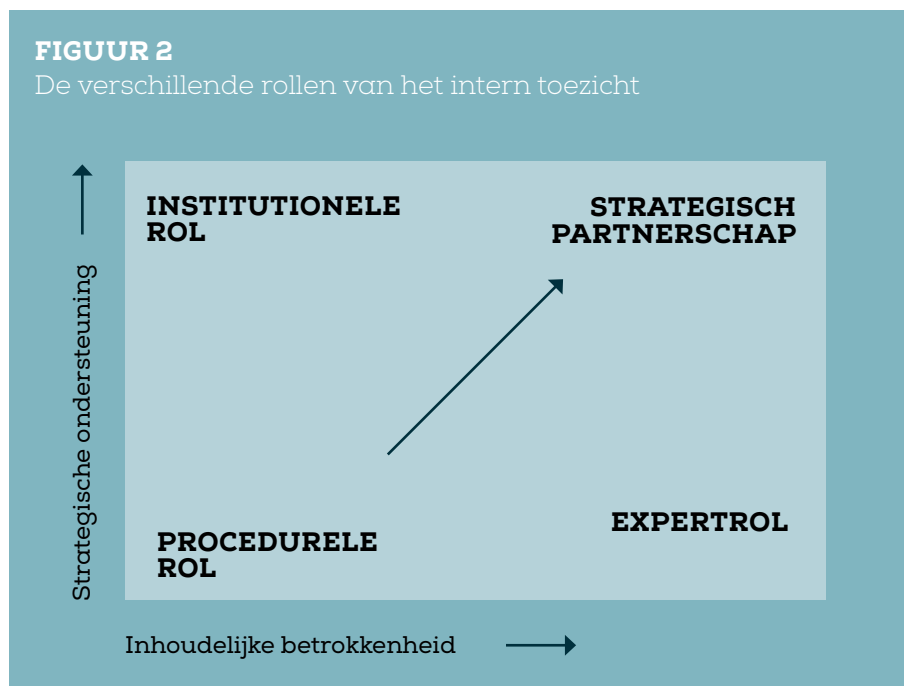 FIGUUR 2
De verschillende rollen van het intern toezicht
INSTITUTIONELE
ROL
STRATEGISCH
PARTNERSCHAP
Strategische ondersteuning
PROCEDURELE
ROL
EXPERTROL
Inhoudelijke betrokkenheid